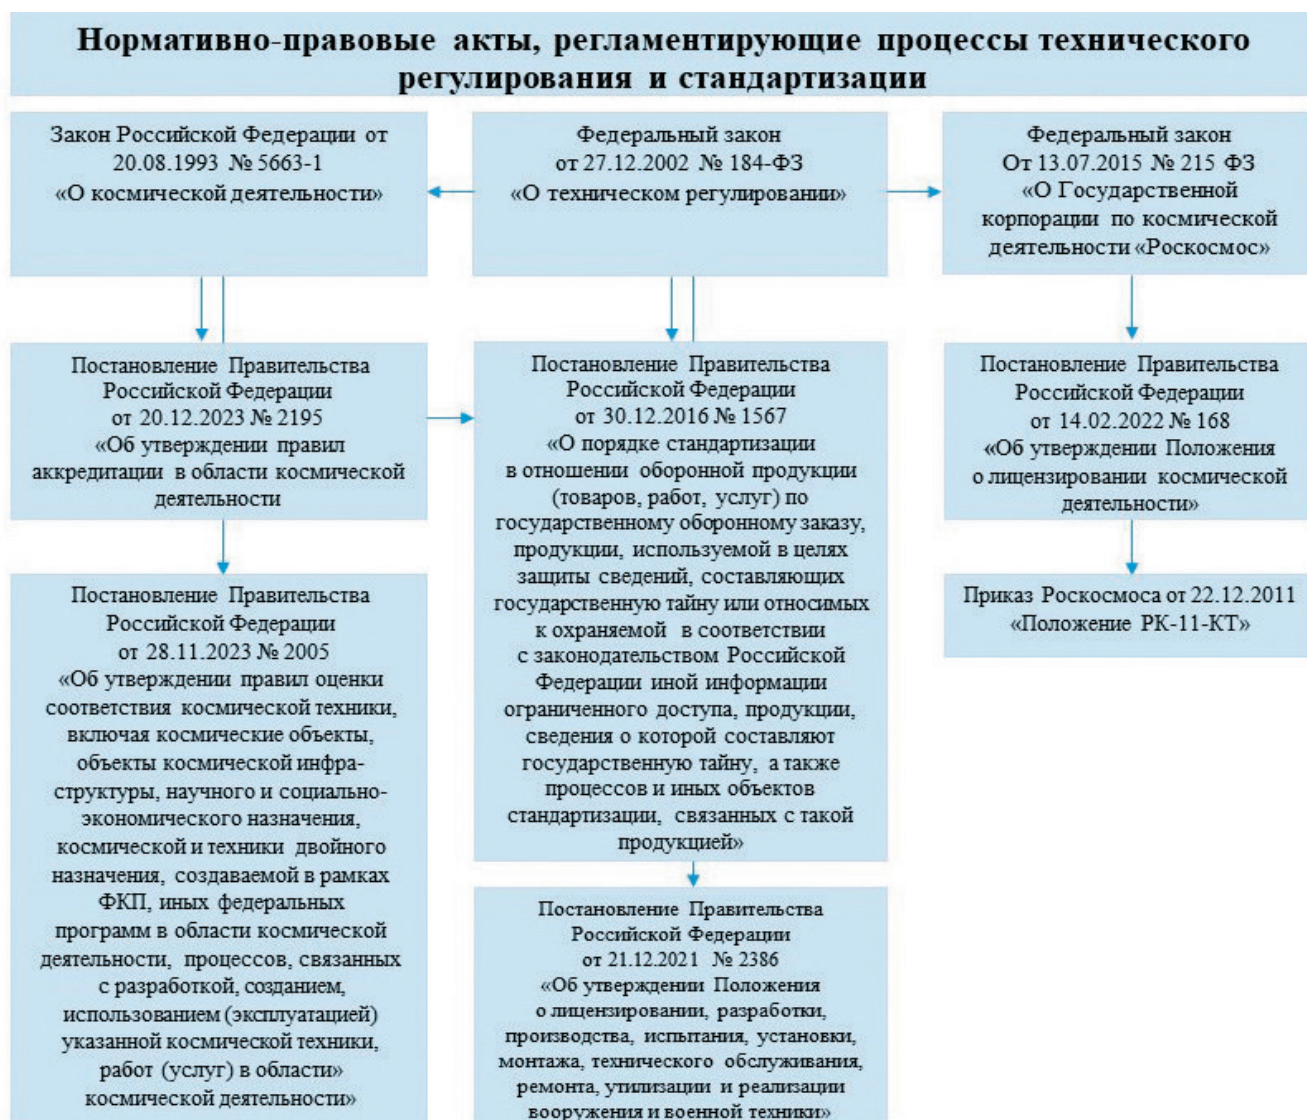 Нормативно-правовые акты, регламентирующие процессы технического
регулирования и стандартизации
Закон Российской Федерации от
20.08.1993 № 5663-1
«О космической деятельности»
Федеральный закон
от 27.12.2002 № 184-ФЗ
«О техническом регулировании»
Федеральный закон
От 13.07.2015 № 215 ФЗ
«О Государственной
корпорации по космической
деятельности «Роскосмос»
Постановление Правительства
Российской Федерации
от 20.12.2023 № 2195
«Об утверждении правил
аккредитации в области космической
деятельности
Постановление Правительства
Российской Федерации
от 30.12.2016 № 1567
«О порядке стандартизации
в отношении оборонной продукции
(товаров, работ, услуг) по
государственному оборонному заказу,
продукции, используемой в целях
защиты сведений, составляющих
государственную тайну или относимых
к охраняемой в соответствии
с законодательством Российской
Федерации иной информации
ограниченного доступа, продукции,
сведения о которой составляют
государственную тайну, а также
процессов и иных объектов
стандартизации, связанных с такой
продукцией»
Постановление Правительства
Российской Федерации
от 14.02.2022 № 168
«Об утверждении Положения
о лицензировании космической
деятельности»
Постановление Правительства
Российской Федерации
от 28.11.2023 № 2005
«Об утверждении правил оценки
соответствия космической техники,
включая космические объекты,
объекты космической инфра-
структуры, научного и социально-
экономического назначения,
космической и техники двойного
назначения, создаваемой в рамках
ФКП, иных федеральных
программ в области космической
деятельности, процессов, связанных
с разработкой, созданием,
использованием (эксплуатацией)
указанной космической техники,
работ (услуг) в области»
космической деятельности»
Приказ Роскосмоса от 22.12.2011
«Положение РК-11-КТ»
Постановление Правительства
Российской Федерации
от 21.12.2021 № 2386
«Об утверждении Положения
о лицензировании, разработки,
производства, испытания, установки,
монтажа, технического обслуживания,
ремонта, утилизации и реализации
вооружения и военной техники»